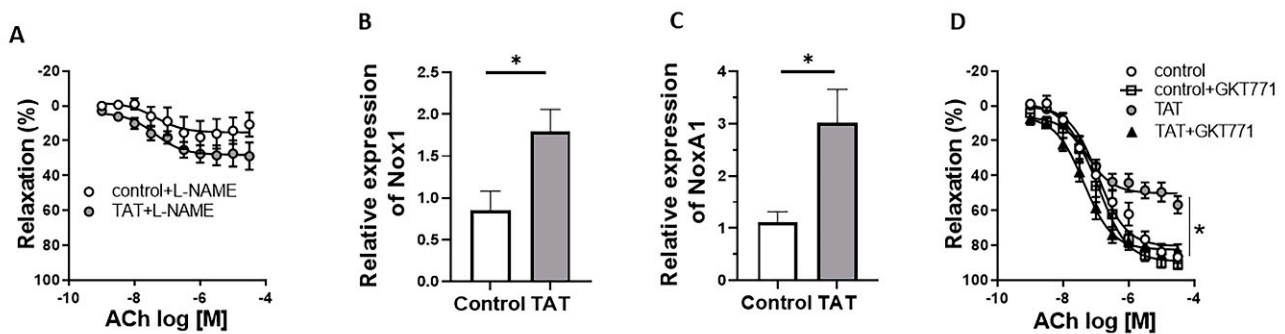 A
-20
0
20
40
60
80
100
Relaxation (%)
control+L-NAME
TAT+L-NAME
-10
-8
-6
-4
ACh log [M]
B
*
2.5
2.0
1.5
1.0
0.5
0.0
Relative expression
of Nox1
Control TAT
C
*
4
3
2
1
0
Relative expression
of NoxA1
Control TAT
D
-20
0
20
40
60
80
100
Relaxation (%)
control
control+GKT771
TAT
TAT+GKT771
*
-10
-8
-6
-4
ACh log [M]